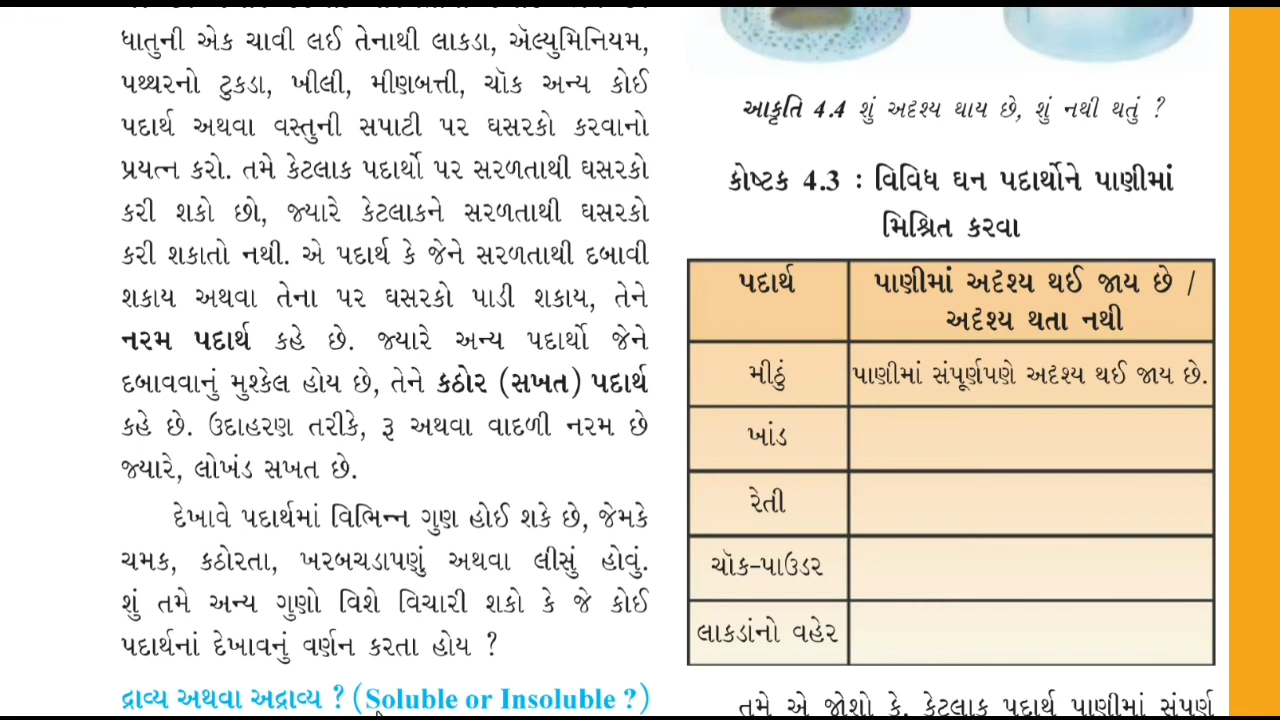 ધાતુની એક ચાવી લઈ તેનાથી લાકડા, ઍલ્યુમિનિયમ,
પથ્થરનો ટુકડા, ખીલી, મીણબત્તી, ચૉક અન્ય કોઈ
પદાર્થ અથવા વસ્તુની સપાટી પર ઘસરકો કરવાનો
પ્રયત્ન કરો. તમે કેટલાક પદાર્થો પર સરળતાથી ઘસરકો
કરી શકો છો, જ્યારે કેટલાકને સરળતાથી ઘસરકો
કરી શકાતો નથી. એ પદાર્થ કે જેને સરળતાથી દબાવી
શકાય અથવા તેના પર ઘસરકો પાડી શકાય, તેને
નરમ પદાર્થ કહે છે. જ્યારે અન્ય પદાર્થો જેને
દબાવવાનું મુશ્કેલ હોય છે, તેને કઠોર (સખત) પદાર્થ
કહે છે. ઉદાહરણ તરીકે, રૂ અથવા વાદળી નરમ છે
જ્યારે, લોખંડ સખત છે.
દેખાવે પદાર્થમાં વિભિન્ન ગુણ હોઈ શકે છે, જેમકે
ચમક, કઠોરતા, ખરબચડાપણું અથવા લીસું હોવું.
શું તમે અન્ય ગુણો વિશે વિચારી શકો કે જે કોઈ
પદાર્થનાં દેખાવનું વર્ણન કરતા હોય ?
દ્રાવ્ય અથવા અદ્રાવ્ય ? (Soluble or Insoluble ?)
આકૃતિ 4.4 શું અદૃશ્ય થાય છે, શું નથી થતું ?
કોષ્ટક 4.3 : વિવિધ ઘન પદાર્થોને પાણીમાં
મિશ્રિત કરવા
પદાર્થ
પાણીમાં અદૃશ્ય થઈ જાય છે /
અદૃશ્ય થતા નથી
મીઠું
પાણીમાં સંપૂર્ણપણે અદૃશ્ય થઈ જાય છે.
ખાંડ
રેતી
ચૉક-પાઉડર
લાકડાંનો વહેર
તમે એ જોશો કે, કેટલાક પદાર્થ પાણીમાં સંપૂર્ણ